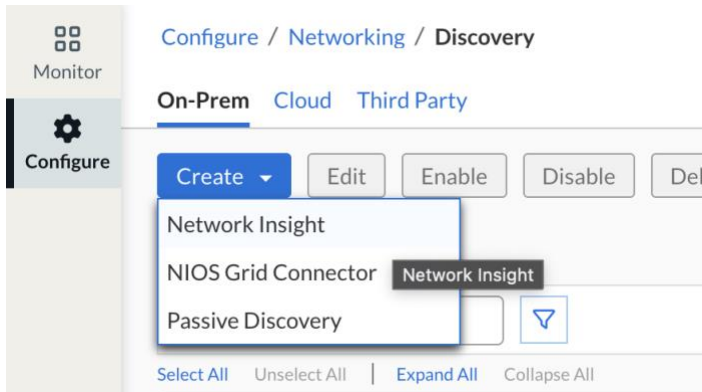 Monitor
Configure
Configure / Networking / Discovery
On-Prem Cloud Third Party
Create Edit Enable Disable
Network Insight
NIOS Grid Connector
Network Insight
Passive Discovery
Select All Unselect All | Expand All Collapse All